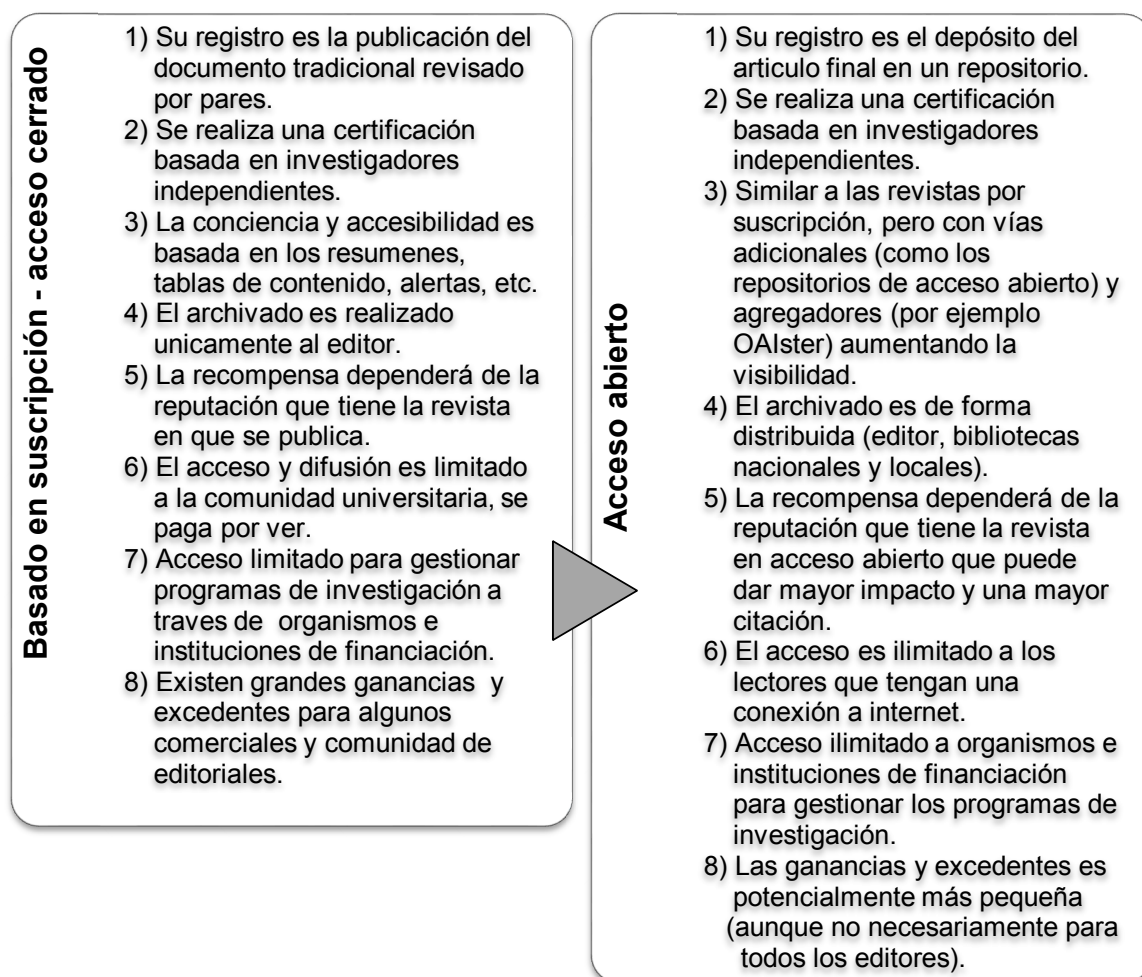 Basado en suscripción - acceso cerrado
1) Su registro es la publicación del
documento tradicional revisado
por pares.
2) Se realiza una certificación
basada en investigadores
independientes.
3) La conciencia y accesibilidad es
basada en los resumenes,
tablas de contenido, alertas, etc.
4) El archivado es realizado
unicamente al editor.
5) La recompensa dependerá de la
reputación que tiene la revista
en que se publica.
6) El acceso y difusión es limitado
a la comunidad universitaria, se
paga por ver.
7) Acceso limitado para gestionar
programas de investigación a
traves de organismos e
instituciones de financiación.
8) Existen grandes ganancias y
excedentes para algunos
comerciales y comunidad de
editoriales.
Acceso abierto
1) Su registro es el depósito del
articulo final en un repositorio.
2) Se realiza una certificación
basada en investigadores
independientes.
3) Similar a las revistas por
suscripción, pero con vías
adicionales (como los
repositorios de acceso abierto) y
agregadores (por ejemplo
OAIster) aumentando la
visibilidad.
4) El archivado es de forma
distribuida (editor, bibliotecas
nacionales y locales).
5) La recompensa dependerá de la
reputación que tiene la revista
en acceso abierto que puede
dar mayor impacto y una mayor
citación.
6) El acceso es ilimitado a los
lectores que tengan una
conexión a internet.
7) Acceso ilimitado a organismos e
instituciones de financiación
para gestionar los programas de
investigación.
8) Las ganancias y excedentes es
potencialmente más pequeña
(aunque no necesariamente para
todos los editores).